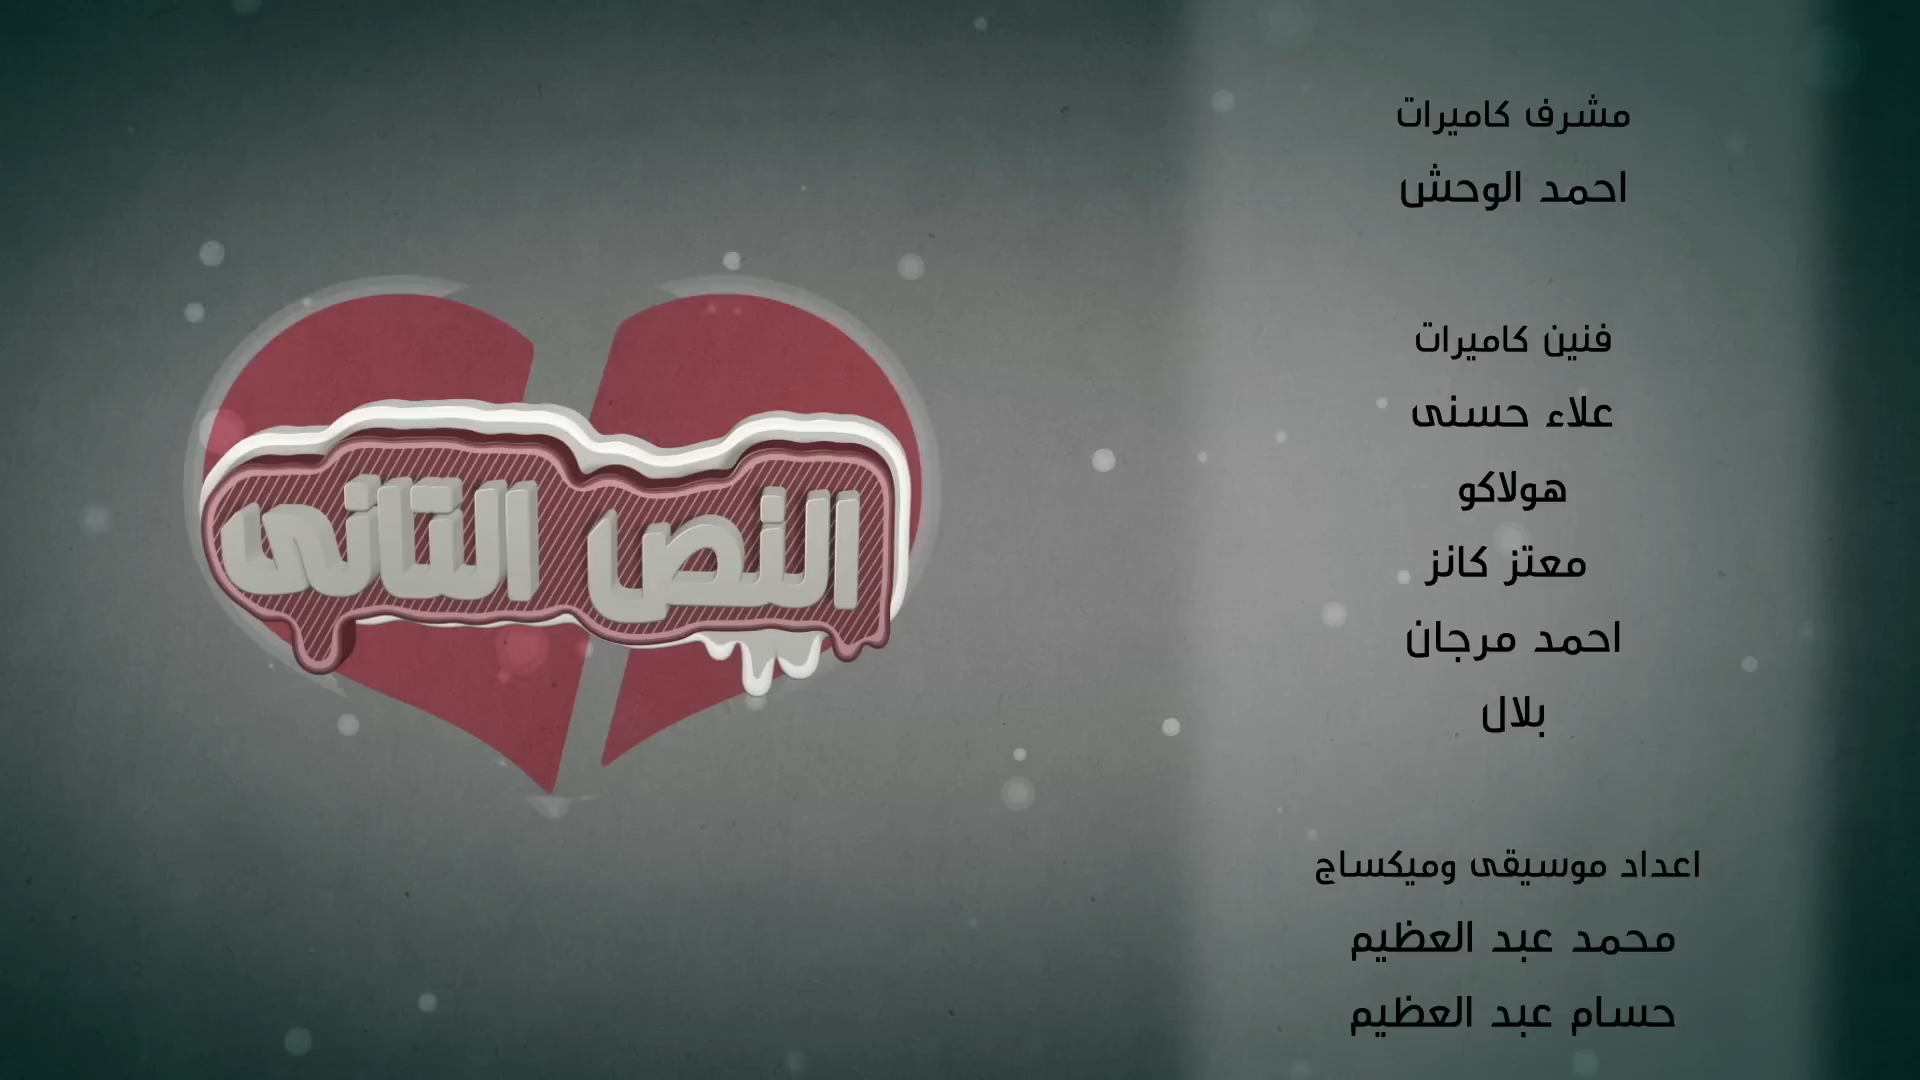 النص التانى
مشرف كاميرات
احمد الوحش
فنين كاميرات
علاء حسنى
هولاكو
معتز كانز
احمد مرجان
بلال
اعداد موسيقى وميكساج
محمد عبد العظيم
حسام عبد العظيم